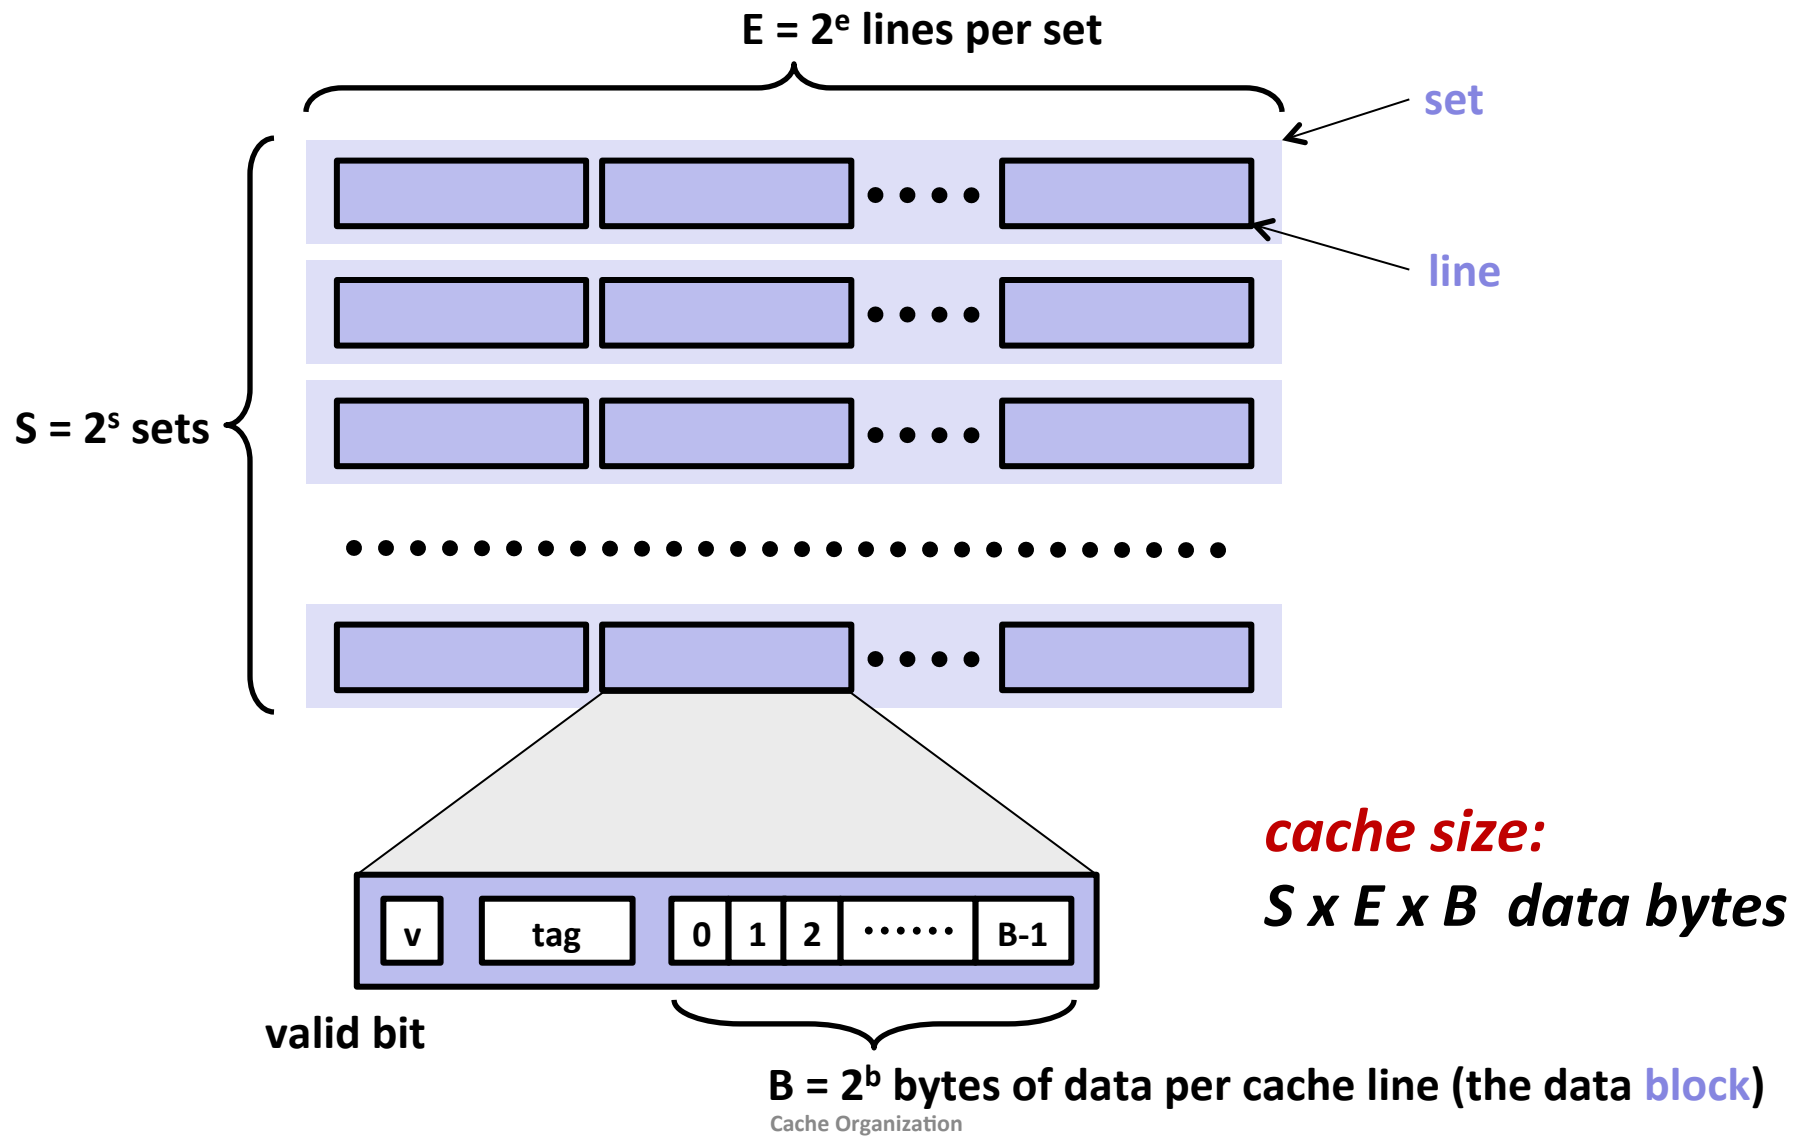 E = 2ᵉ lines per set
set
line
S = 2ˢ sets
cache size:
S x E x B data bytes
v tag 0 1 2 •••••• B-1
valid bit
B = 2ᵇ bytes of data per cache line (the data block)
Cache Organization